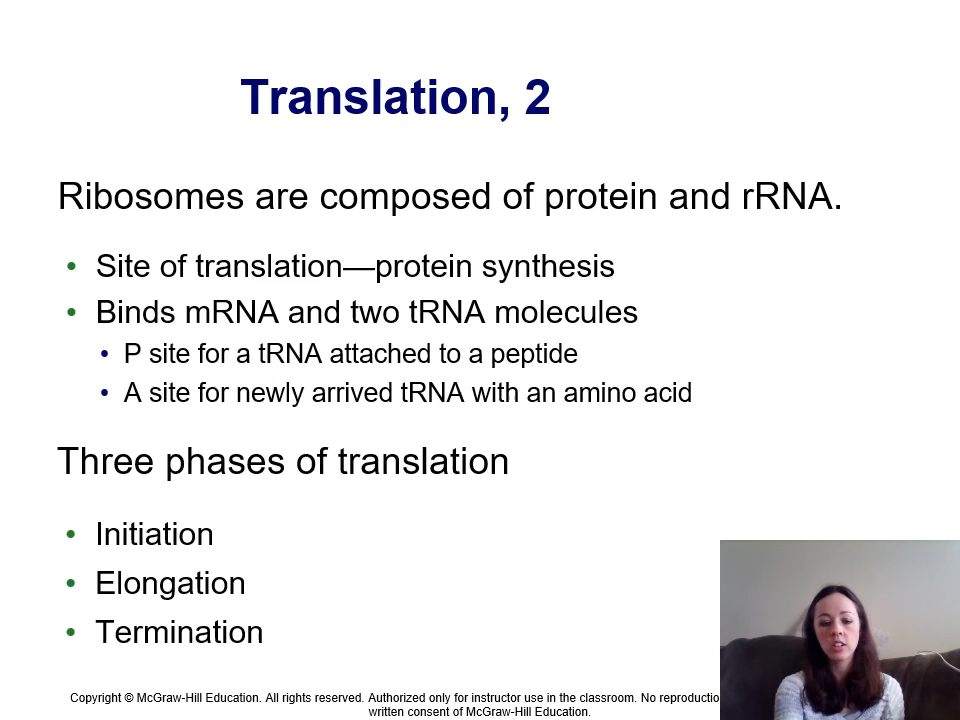 Translation, 2
Ribosomes are composed of protein and rRNA.
• Site of translation—protein synthesis
• Binds mRNA and two tRNA molecules
• P site for a tRNA attached to a peptide
• A site for newly arrived tRNA with an amino acid
Three phases of translation
• Initiation
• Elongation
• Termination
Copyright © McGraw-Hill Education. All rights reserved. Authorized only for instructor use in the classroom. No
written consent of McGraw-Hill Education.